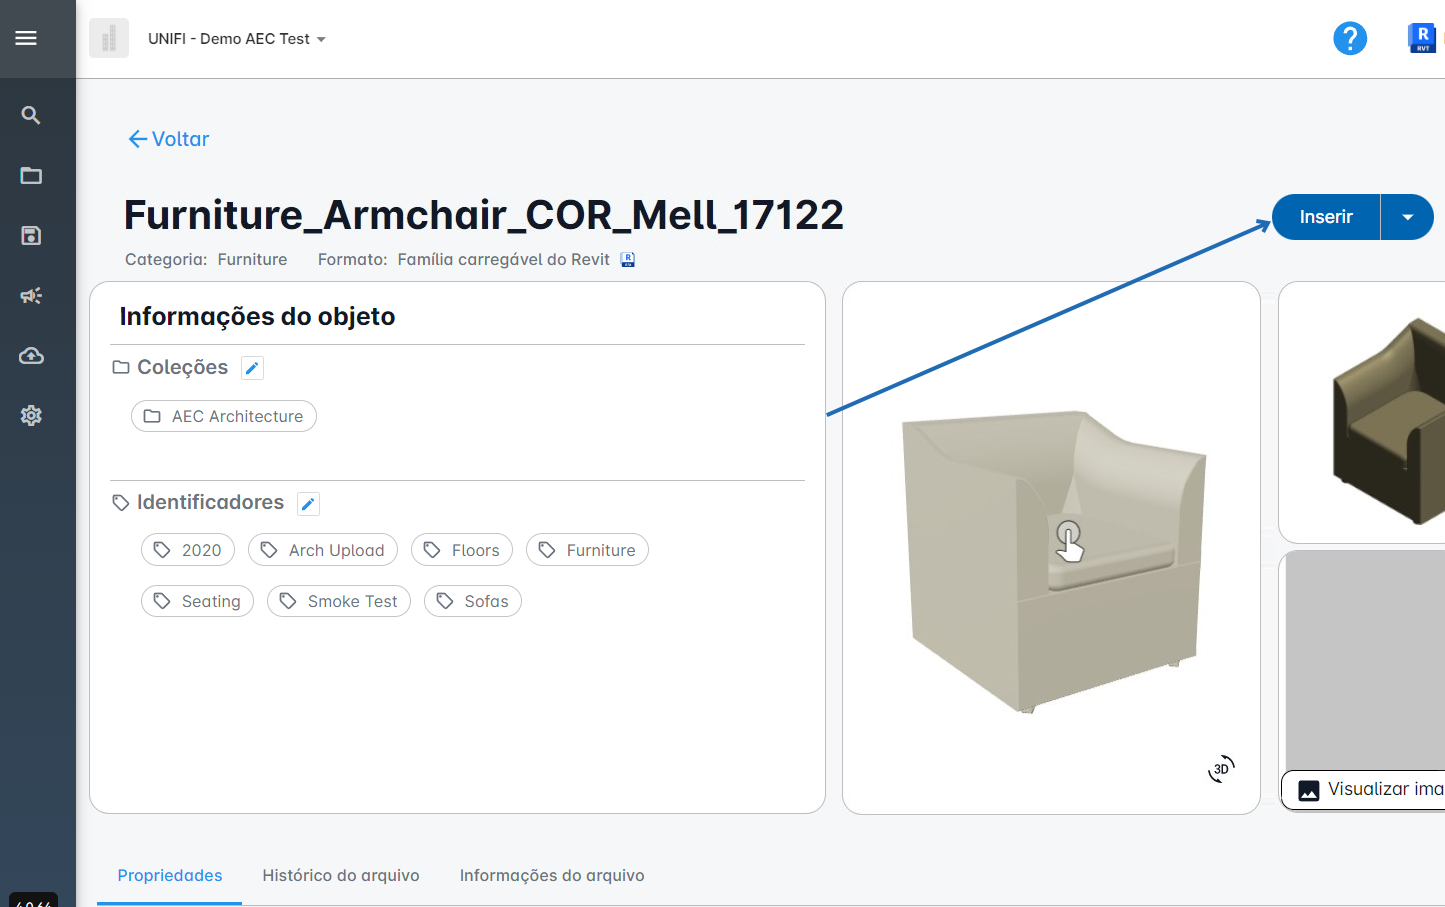 UNIFI - Demo AEC Test
?
R
RVT
Voltar
Furniture_Armchair_COR_Mell_17122
Inserir
Categoria: Furniture Formato: Família carregável do Revit
Informações do objeto
Coleções
AEC Architecture
Identificadores
2020 Arch Upload Floors Furniture
Seating Smoke Test Sofas
3D
Visualizar ima
Propriedades Histórico do arquivo Informações do arquivo